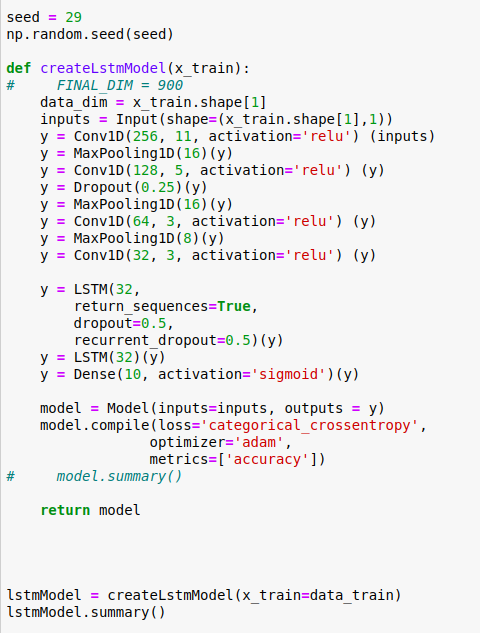 seed = 29
np.random.seed(seed)
def createLstmModel(x_train):
#     FINAL_DIM = 900
    data_dim = x_train.shape[1]
    inputs = Input(shape=(x_train.shape[1],1))
    y = Conv1D(256, 11, activation='relu') (inputs)
    y = MaxPooling1D(16)(y)
    y = Conv1D(128, 5, activation='relu') (y)
    y = Dropout(0.25)(y)
    y = MaxPooling1D(16)(y)
    y = Conv1D(64, 3, activation='relu') (y)
    y = MaxPooling1D(8)(y)
    y = Conv1D(32, 3, activation='relu') (y)
    y = LSTM(32,
        return_sequences=True,
        dropout=0.5,
        recurrent_dropout=0.5)(y)
    y = LSTM(32)(y)
    y = Dense(10, activation='sigmoid')(y)
    model = Model(inputs=inputs, outputs = y)
    model.compile(loss='categorical_crossentropy',
                 optimizer='adam',
                 metrics=['accuracy'])
#     model.summary()
    return model
lstmModel = createLstmModel(x_train=data_train)
lstmModel.summary()